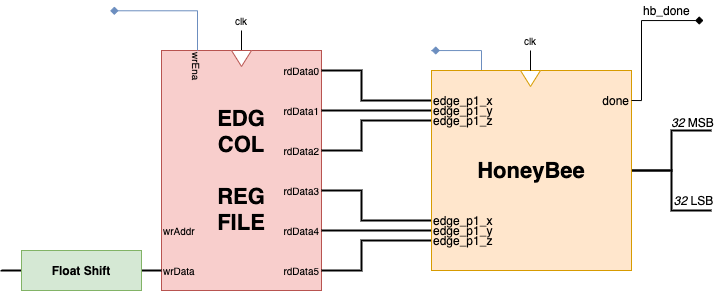 hb_done
clk
clk
wrEna
rdData0
edge_p1_x
done
rdData1
edge_p1_y
EDG
COL
edge_p1_z
32 MSB
rdData2
HoneyBee
REG
FILE
rdData3
32 LSB
edge_p1_x
wrAddr
rdData4
edge_p1_y
edge_p1_z
Float Shift
wrData
rdData5